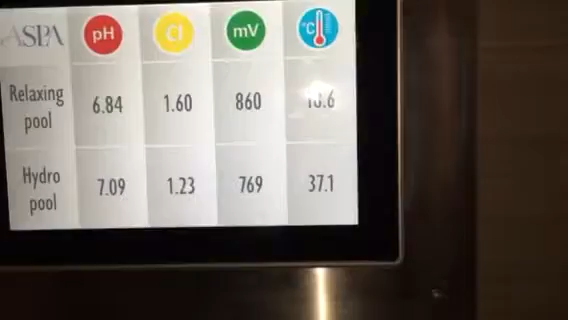 ASPA pH Cl mV °C
Relaxing pool 6.84 1.60 860
Hydro pool 7.09 1.23 769 37.1